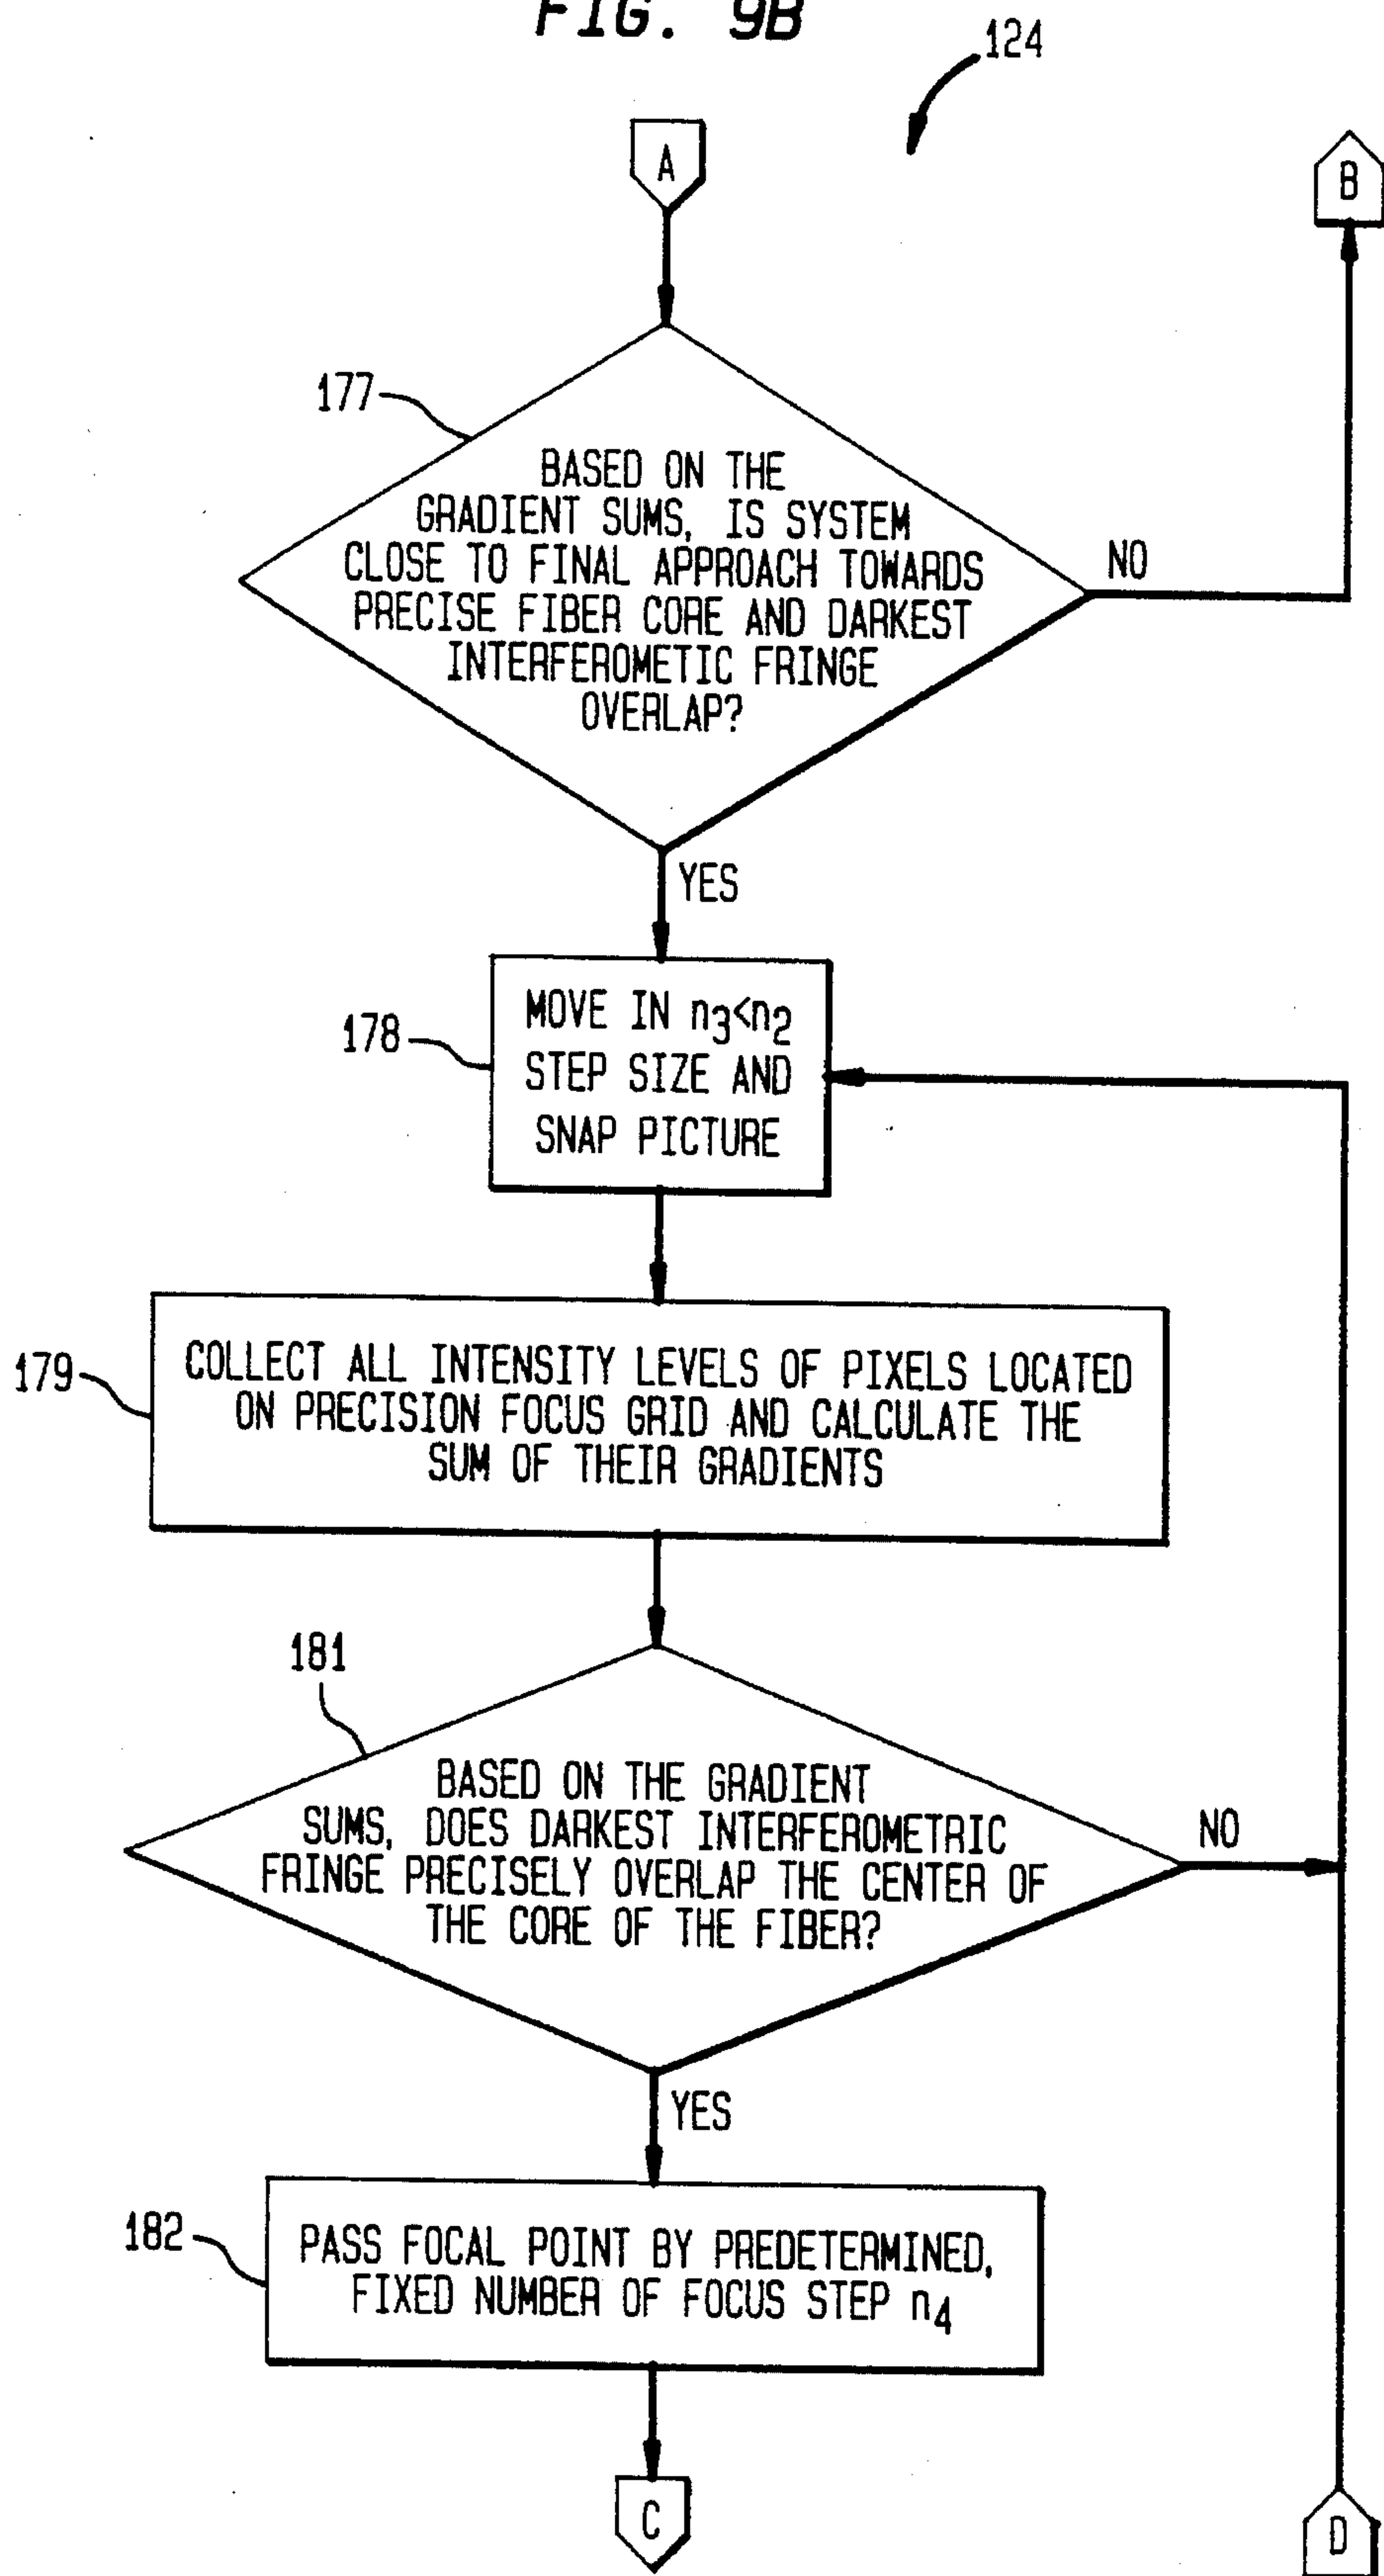 FIG. 9B
124
A
B
177
BASED ON THE
GRADIENT SUMS, IS SYSTEM
CLOSE TO FINAL APPROACH TOWARDS
PRECISE FIBER CORE AND DARKEST
INTERFEROMETIC FRINGE
OVERLAP?
NO
YES
178
MOVE IN n3<n2
STEP SIZE AND
SNAP PICTURE
179
COLLECT ALL INTENSITY LEVELS OF PIXELS LOCATED
ON PRECISION FOCUS GRID AND CALCULATE THE
SUM OF THEIR GRADIENTS
181
BASED ON THE GRADIENT
SUMS, DOES DARKEST INTERFEROMETRIC
FRINGE PRECISELY OVERLAP THE CENTER OF
THE CORE OF THE FIBER?
NO
YES
182
PASS FOCAL POINT BY PREDETERMINED,
FIXED NUMBER OF FOCUS STEP n4
C
D